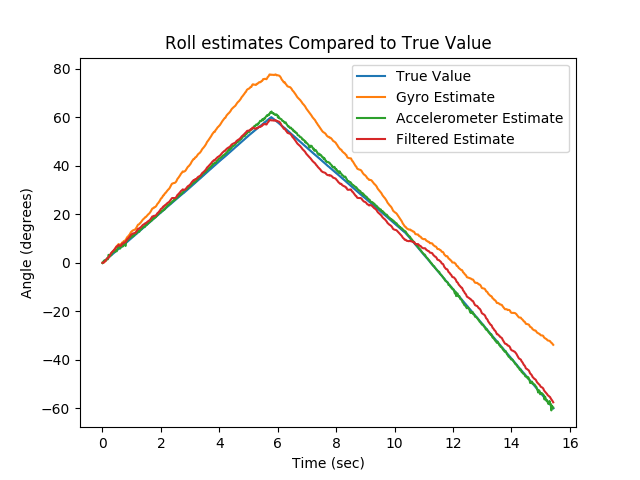 Roll estimates Compared to True Value
True Value
Gyro Estimate
Accelerometer Estimate
Filtered Estimate
Angle (degrees)
80
60
40
20
0
−20
−40
−60
0 2 4 6 8 10 12 14 16
Time (sec)